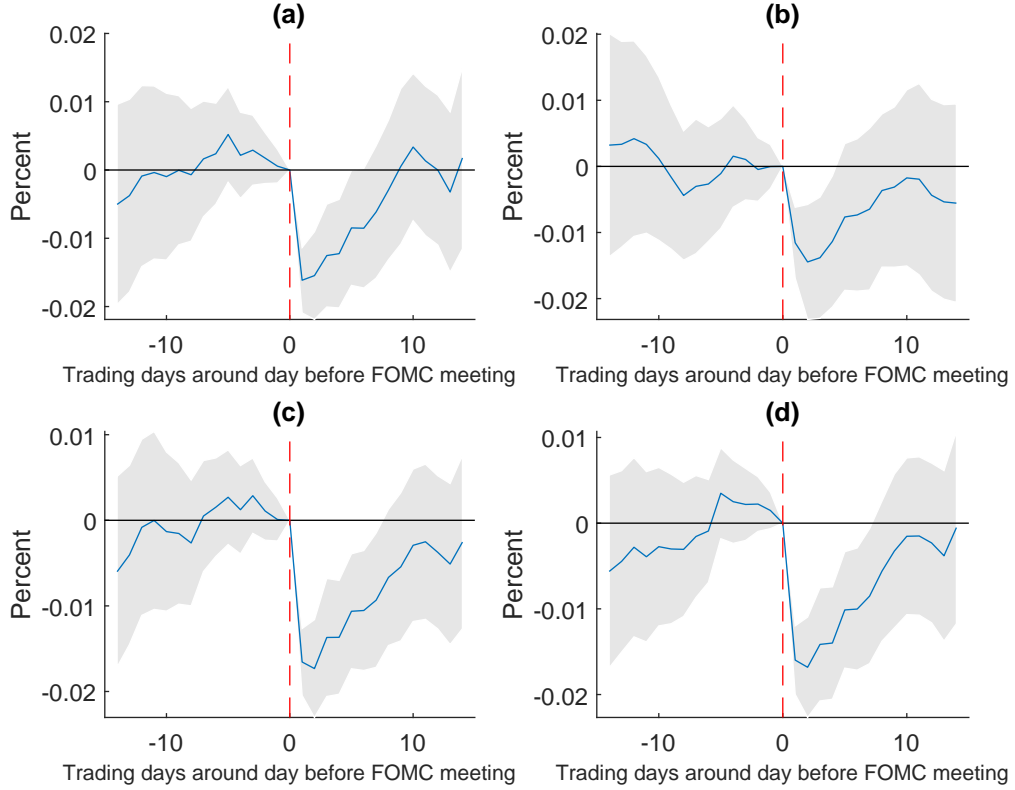 (a)
0.02
0.01
0
-0.01
-0.02
Percent
-10 0 10
Trading days around day before FOMC meeting
(b)
0.02
0.01
0
-0.01
-0.02
Percent
-10 0 10
Trading days around day before FOMC meeting
(c)
0.01
0
-0.01
-0.02
Percent
-10 0 10
Trading days around day before FOMC meeting
(d)
0.01
0
-0.01
-0.02
Percent
-10 0 10
Trading days around day before FOMC meeting